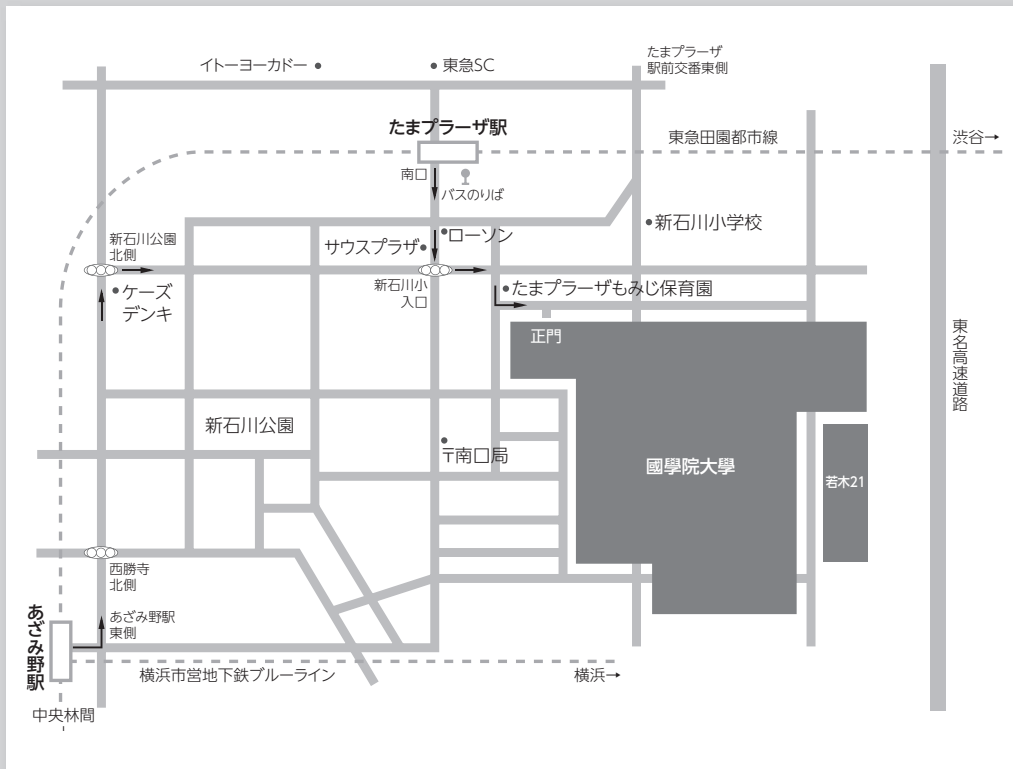 たまプラーザ
駅前交番東側
イトーヨーカドー
東急SC
たまプラーザ駅
東急田園都市線
渋谷→
南口
バスのりば
新石川小学校
ローソン
サウスプラザ
新石川公園
北側
新石川小
入口
ケーズ
デンキ
たまプラーザもみじ保育園
正門
東名高速道路
新石川公園
〒南口局
國學院大學
若木21
西勝寺
北側
あざみ野駅
東側
あざみ野駅
横浜市営地下鉄ブルーライン
横浜→
中央林間